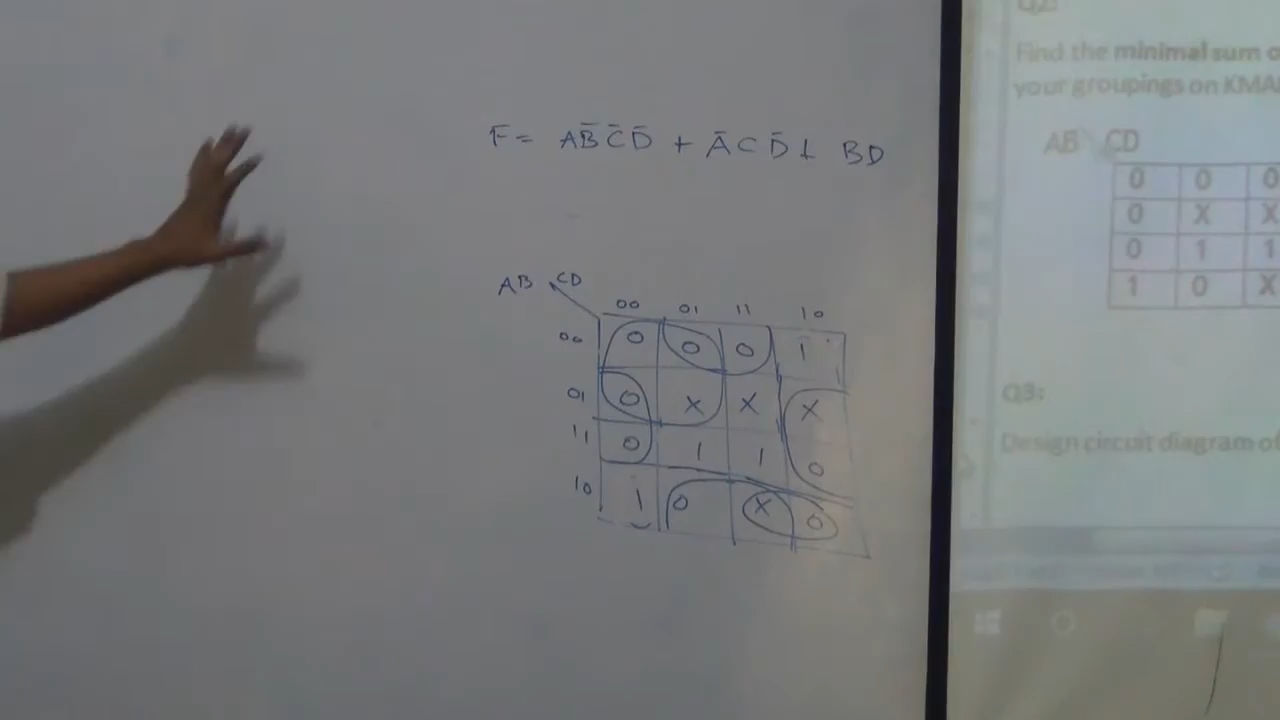 F = AB̅C̅D̅ + A̅CD̅ + BD
AB CD
00 01 11 10
00 0 0 0 1
01 0 X X X
11 0 1 1 0
10 1 0 X 0
Q2:
Find the minimal sum o
your groupings on KMA
AB CD
0 0 0
0 X X
0 1 1
1 0 X
Q3:
Design circuit diagram of